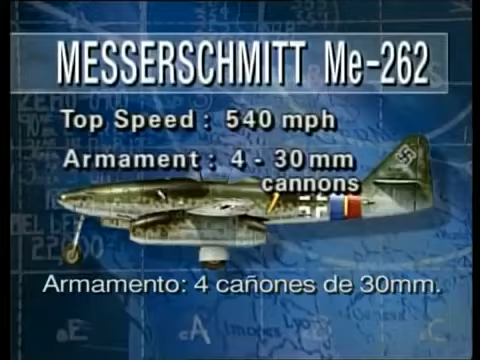 MESSERSCHMITT Me-262
Top Speed : 540 mph
Armament : 4 - 30mm
cannons
Armamento: 4 cañones de 30mm.